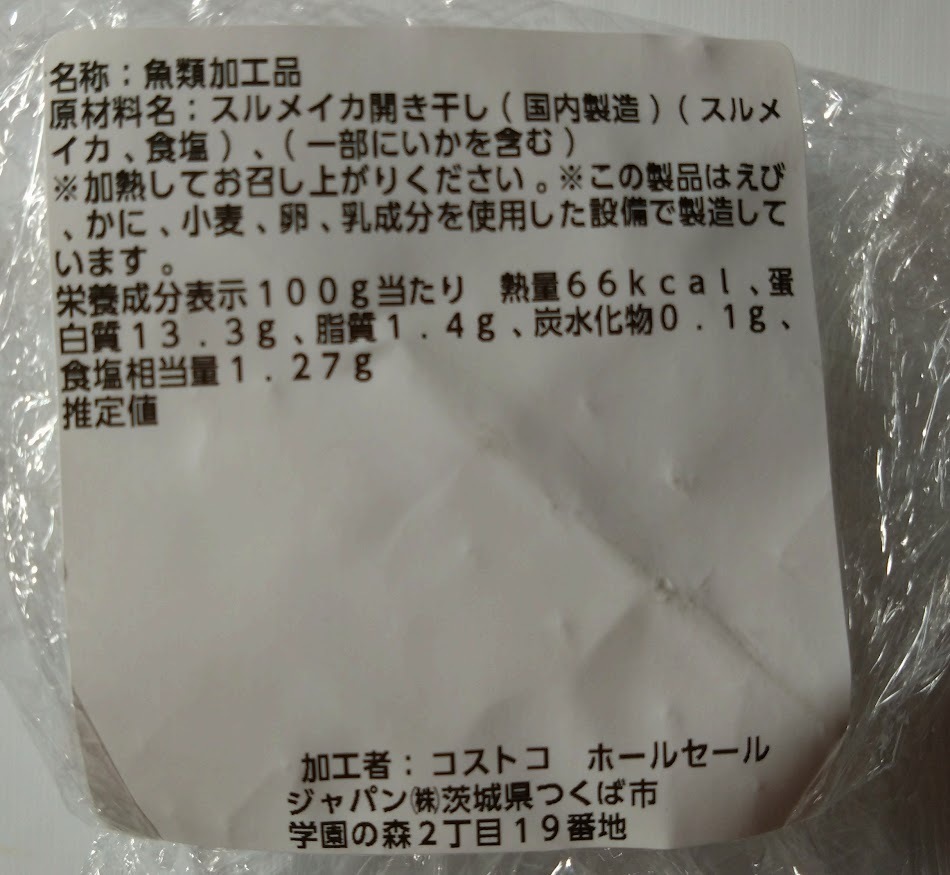 名称：魚類加工品
原材料名：スルメイカ開き干し（国内製造）（スルメ
イカ、食塩）、（一部にいかを含む）
※加熱してお召し上がりください。※この製品はえび
、かに、小麦、卵、乳成分を使用した設備で製造して
います。
栄養成分表示１００ｇ当たり　熱量６６ｋｃａｌ、蛋
白質１３．３ｇ、脂質１．４ｇ、炭水化物０．１ｇ、
食塩相当量１．２７ｇ
推定値
加工者：コストコ　ホールセール
ジャパン㈱茨城県つくば市
学園の森２丁目１９番地